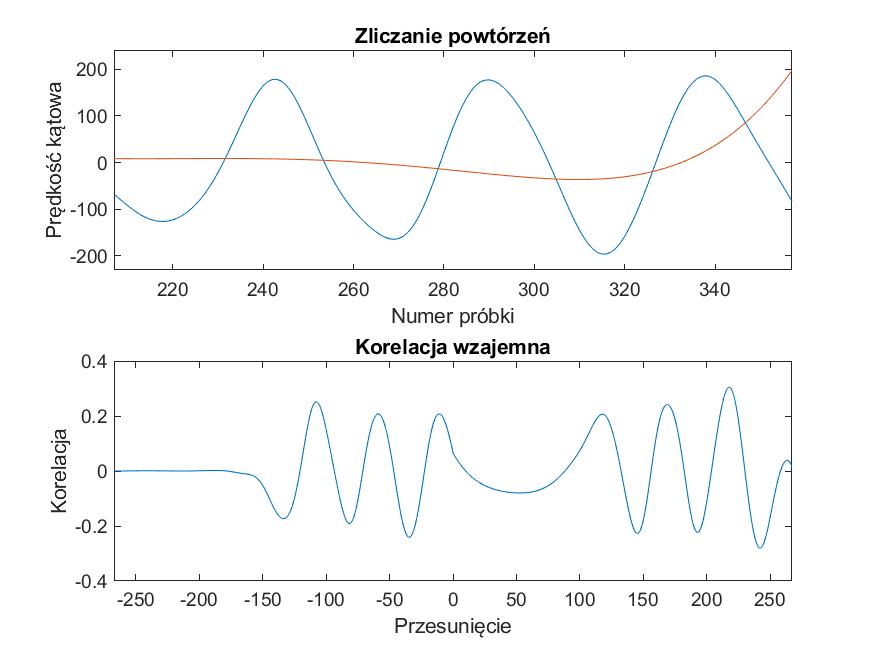 Zliczanie powtórzeń
Prędkość kątowa
200
100
0
-100
-200
220 240 260 280 300 320 340
Numer próbki
Korelacja wzajemna
Korelacja
0.4
0.2
0
-0.2
-0.4
-250 -200 -150 -100 -50 0 50 100 150 200 250
Przesunięcie